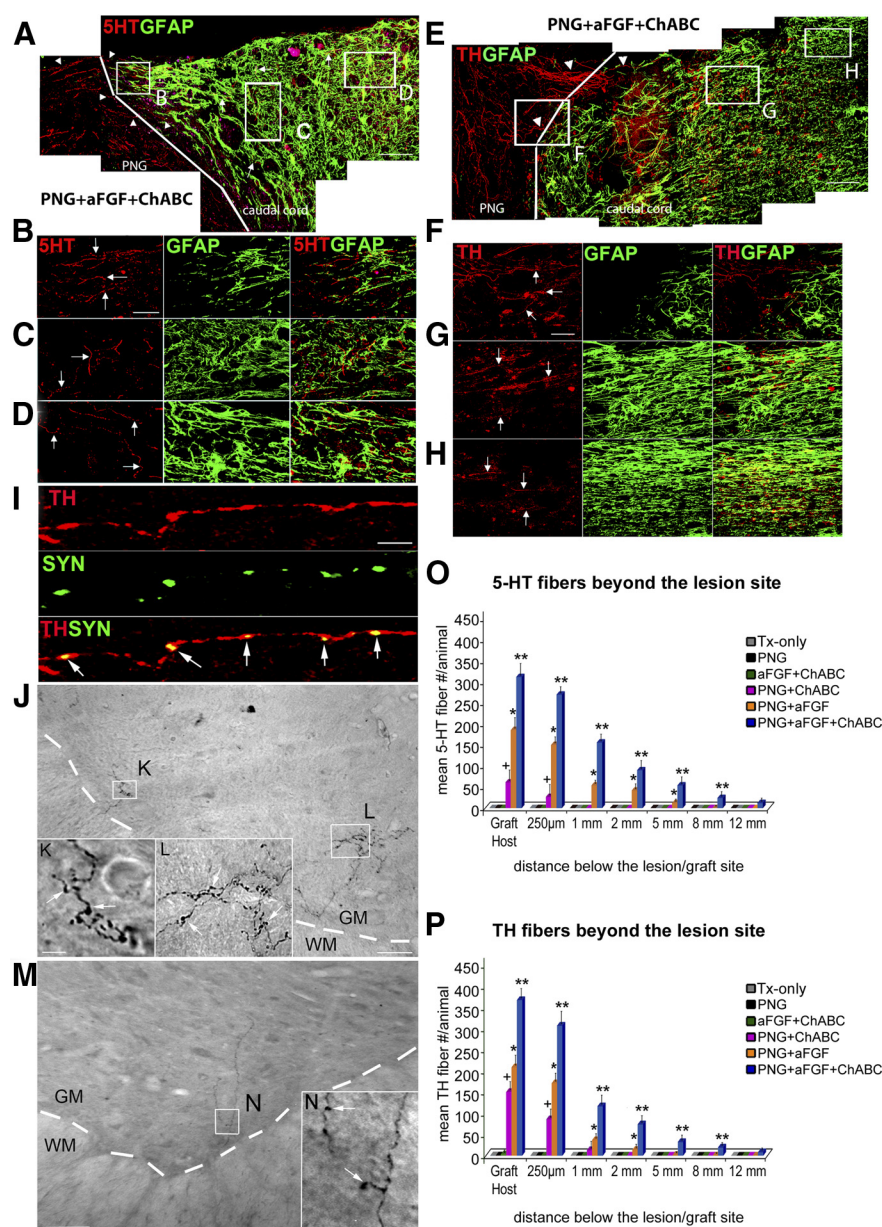 A
5HTGFAP
B
C
D
PNG
caudal cord
PNG+aFGF+ChABC
PNG+aFGF+ChABC
E
THGFAP
F
G
H
PNG
caudal cord
B
5HT
GFAP
5HTGFAP
C
D
F
TH
GFAP
THGFAP
G
H
I
TH
SYN
THSYN
J
K
L
K
L
GM
WM
M
GM
WM
N
N
O
5-HT fibers beyond the lesion site
mean 5-HT fiber #/animal
450
400
350
300
250
200
150
100
50
0
+
*
**
+
*
**
*
**
*
**
*
**
**
Tx-only
PNG
aFGF+ChABC
PNG+ChABC
PNG+aFGF
PNG+aFGF+ChABC
Graft Host
250µm
1 mm
2 mm
5 mm
8 mm
12 mm
distance below the lesion/graft site
P
TH fibers beyond the lesion site
mean TH fiber #/animal
450
400
350
300
250
200
150
100
50
0
+
*
**
+
*
**
*
**
*
**
**
**
Tx-only
PNG
aFGF+ChABC
PNG+ChABC
PNG+aFGF
PNG+aFGF+ChABC
Graft Host
250µm
1 mm
2 mm
5 mm
8 mm
12 mm
distance below the lesion/graft site